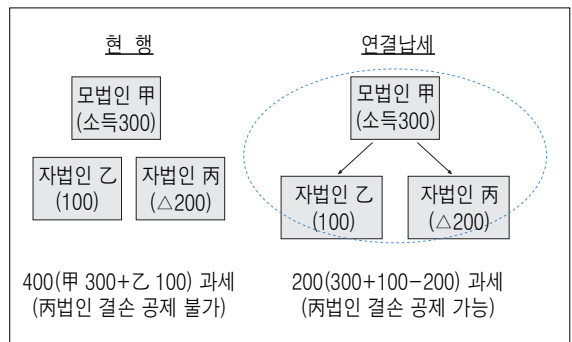 현 행
모법인 甲
(소득300)
자법인 乙
(100)
자법인 丙
(△200)
400(甲 300+乙 100) 과세
(丙법인 결손 공제 불가)
연결납세
모법인 甲
(소득300)
자법인 乙
(100)
자법인 丙
(△200)
200(300+100-200) 과세
(丙법인 결손 공제 가능)